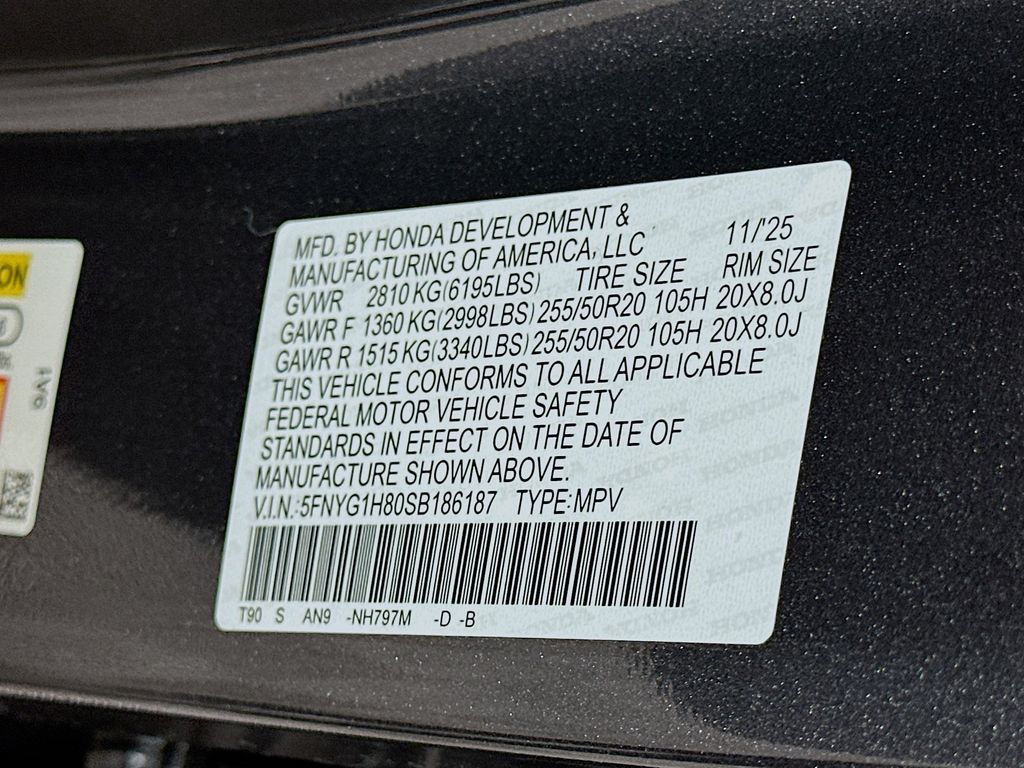 MFD. BY HONDA DEVELOPMENT &
MANUFACTURING OF AMERICA, LLC 11/'25
GVWR 2810 KG(6195LBS) TIRE SIZE RIM SIZE
GAWR F 1360 KG(2998LBS) 255/50R20 105H 20X8.0J
GAWR R 1515 KG(3340LBS) 255/50R20 105H 20X8.0J
THIS VEHICLE CONFORMS TO ALL APPLICABLE
FEDERAL MOTOR VEHICLE SAFETY
STANDARDS IN EFFECT ON THE DATE OF
MANUFACTURE SHOWN ABOVE.
V.I.N.:5FNYG1H80SB186187 TYPE:MPV
T90 S AN9 -NH797M -D -B